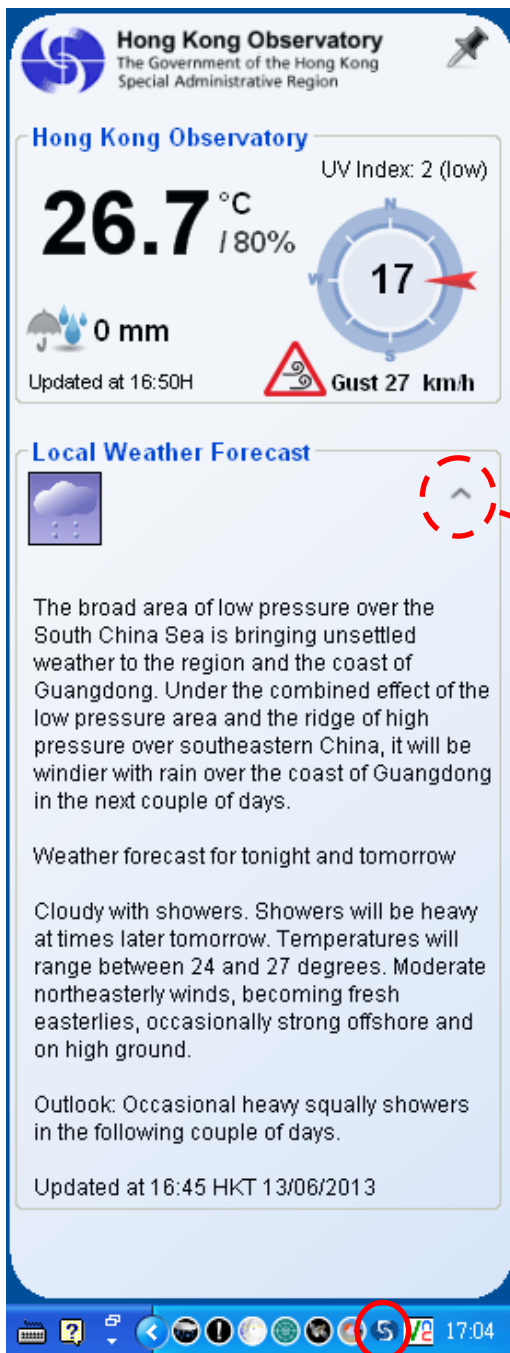 Hong Kong Observatory
The Government of the Hong Kong
Special Administrative Region
Hong Kong Observatory
UV Index: 2 (low)
26.7 °C
/ 80%
N
W
17
S
0 mm
Updated at 16:50H
Gust 27 km/h
Local Weather Forecast
The broad area of low pressure over the
South China Sea is bringing unsettled
weather to the region and the coast of
Guangdong. Under the combined effect of the
low pressure area and the ridge of high
pressure over southeastern China, it will be
windier with rain over the coast of Guangdong
in the next couple of days.
Weather forecast for tonight and tomorrow
Cloudy with showers. Showers will be heavy
at times later tomorrow. Temperatures will
range between 24 and 27 degrees. Moderate
northeasterly winds, becoming fresh
easterlies, occasionally strong offshore and
on high ground.
Outlook: Occasional heavy squally showers
in the following couple of days.
Updated at 16:45 HKT 13/06/2013
17:04